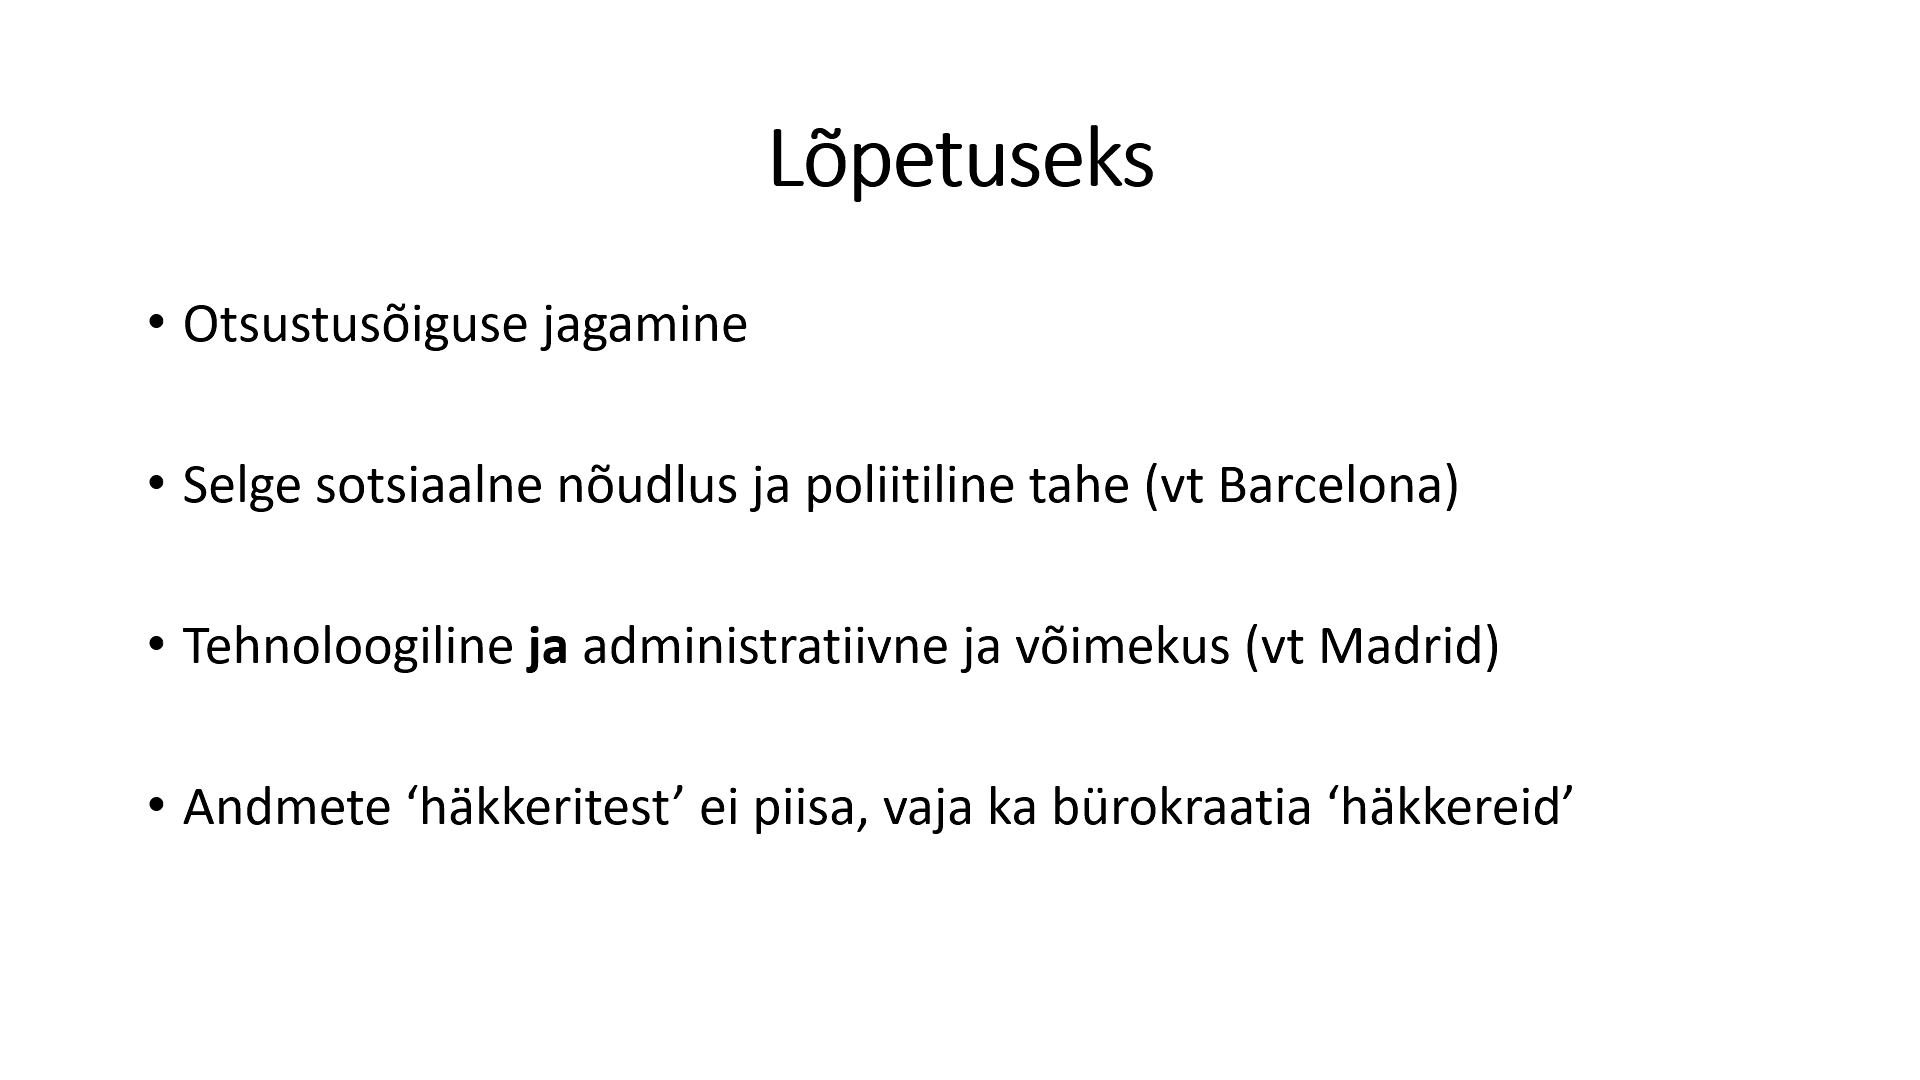 Lõpetuseks
• Otsustusõiguse jagamine
• Selge sotsiaalne nõudlus ja poliitiline tahe (vt Barcelona)
• Tehnoloogiline ja administratiivne ja võimekus (vt Madrid)
• Andmete ‘häkkeritest’ ei piisa, vaja ka bürokraatia ‘häkkereid’